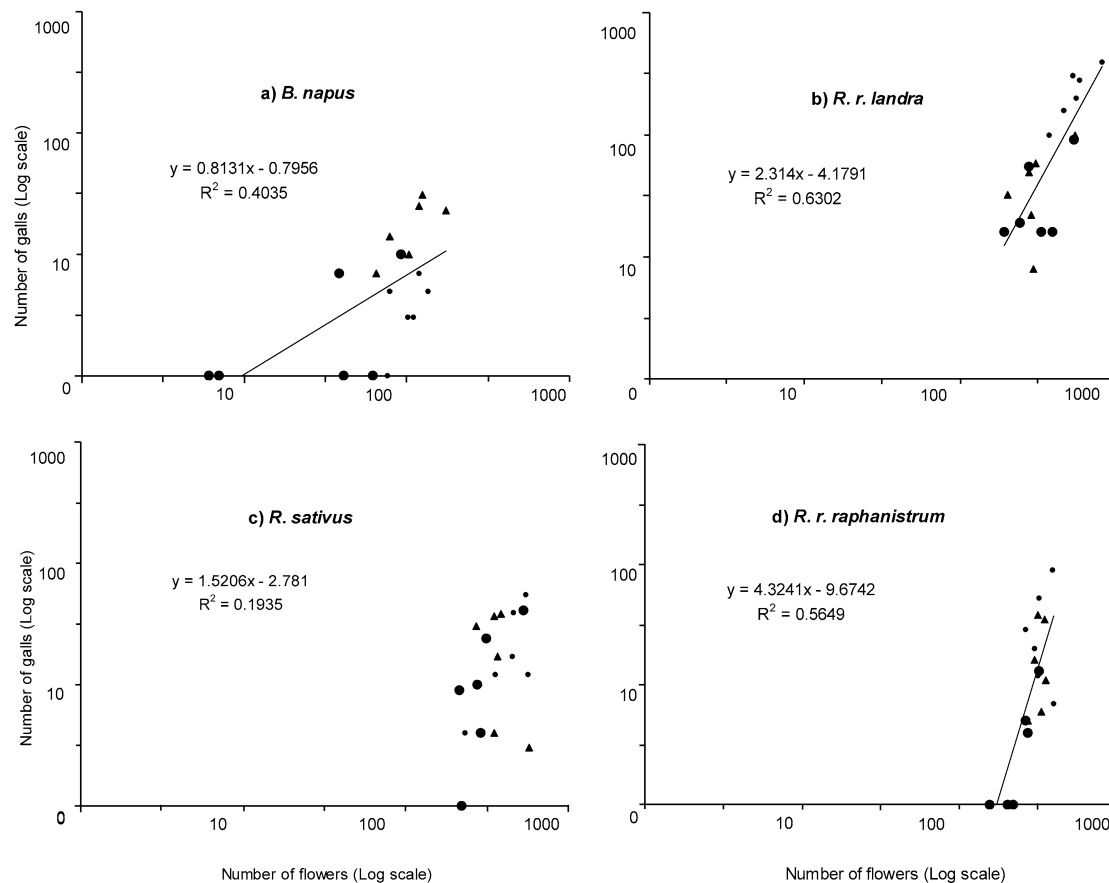 1000
a) B. napus
100
y = 0.8131x - 0.7956
R² = 0.4035
10
0
10
100
1000
Number of galls (Log scale)
1000
b) R. r. landra
100
y = 2.314x - 4.1791
R² = 0.6302
10
0
10
100
1000
1000
c) R. sativus
100
y = 1.5206x - 2.781
R² = 0.1935
10
0
10
100
1000
Number of galls (Log scale)
Number of flowers (Log scale)
1000
d) R. r. raphanistrum
100
y = 4.3241x - 9.6742
R² = 0.5649
10
0
10
100
1000
Number of flowers (Log scale)